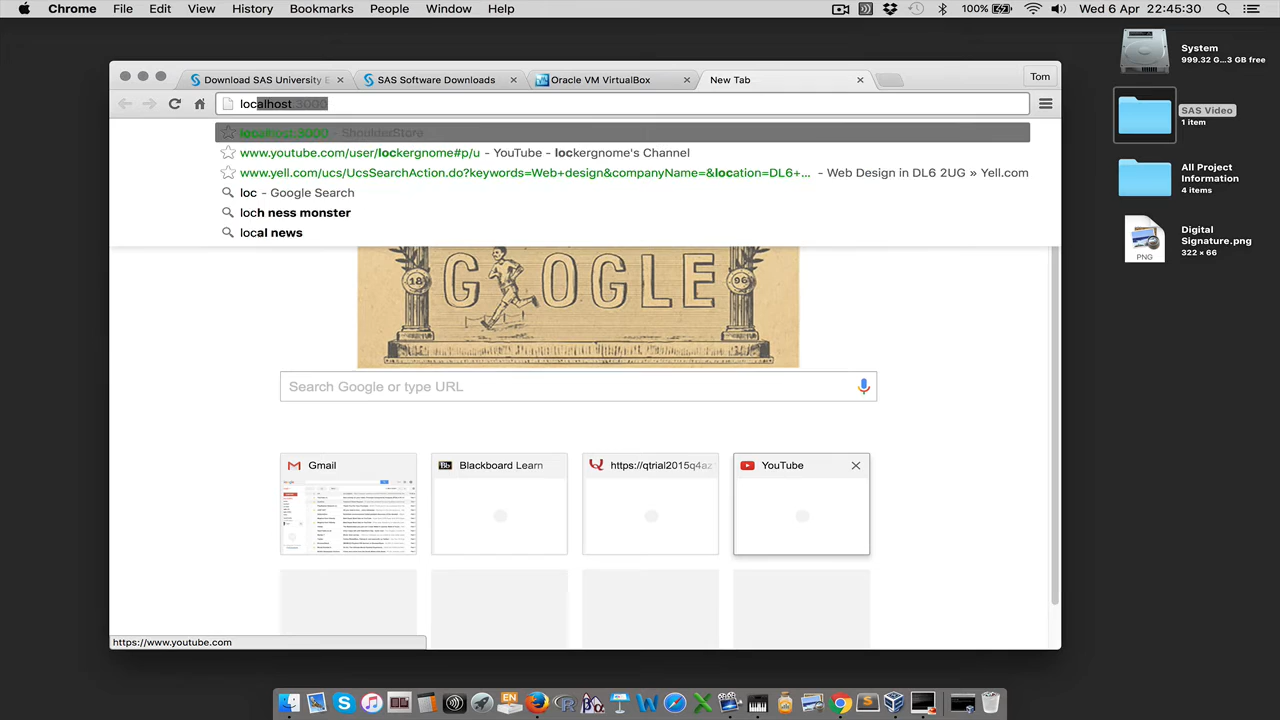 Chrome File Edit View History Bookmarks People Window Help 100% Wed 6 Apr 22:45:30
System
999.32 G...3 GB free
SAS Video
1 item
All Project Information
4 items
Digital Signature.png
322 × 66
PNG
Download SAS University E
SAS Software Downloads
Oracle VM VirtualBox
New Tab
Tom
localhost:3000
localhost:3000 - ShoulderStore
www.youtube.com/user/lockergnome#p/u - YouTube - lockergnome's Channel
www.yell.com/ucs/UcsSearchAction.do?keywords=Web+design&companyName=&location=DL6+... - Web Design in DL6 2UG » Yell.com
loc - Google Search
loch ness monster
local news
18 GOOGLE 96
Search Google or type URL
Gmail
Blackboard Learn
https://qtrial2015q4az
YouTube
https://www.youtube.com
EN